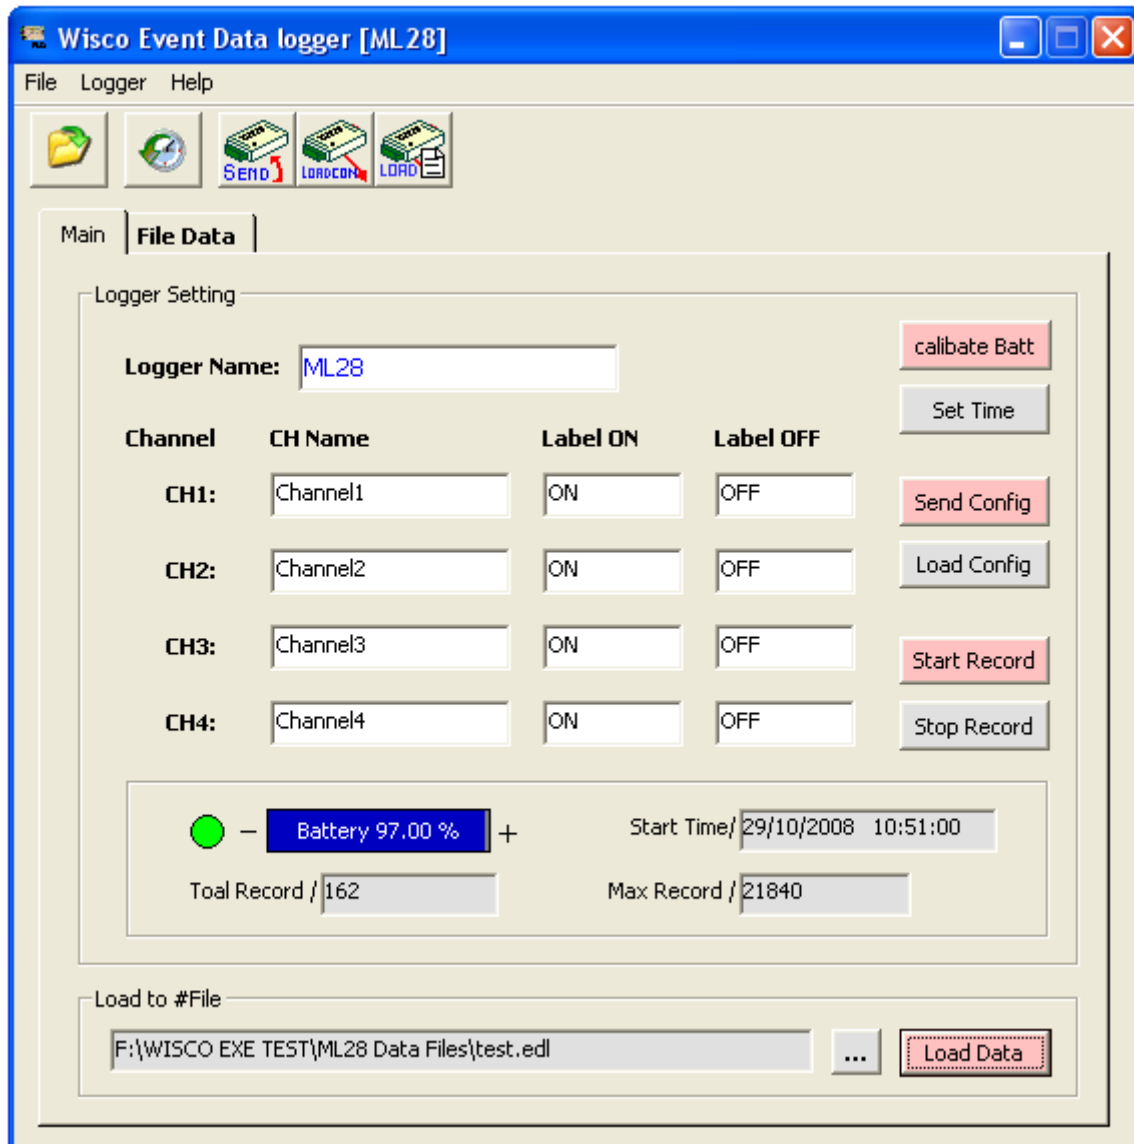 Wisco Event Data logger [ML28]
File Logger Help
SEND LOADCON LOAD
Main File Data
Logger Setting
calibate Batt
Logger Name: ML28
Set Time
Channel CH Name Label ON Label OFF
CH1: Channel1 ON OFF Send Config
CH2: Channel2 ON OFF Load Config
CH3: Channel3 ON OFF Start Record
CH4: Channel4 ON OFF Stop Record
– Battery 97.00 % + Start Time/ 29/10/2008 10:51:00
Toal Record / 162 Max Record / 21840
Load to #File
F:\WISCO EXE TEST\ML28 Data Files\test.edl ... Load Data